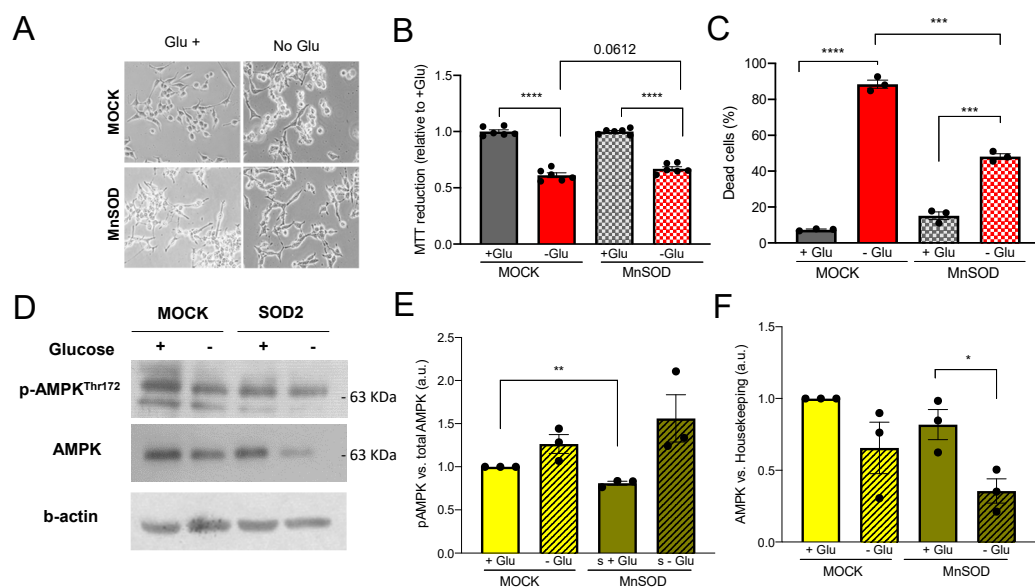 A
Glu +
No Glu
MOCK
MnSOD
B
MTT reduction (relative to +Glu)
1.5
1.0
0.5
0.0
****
****
0.0612
+Glu
-Glu
+Glu
-Glu
MOCK
MnSOD
C
Dead cells (%)
100
80
60
40
20
0
****
***
***
+ Glu
- Glu
+ Glu
- Glu
MOCK
MnSOD
D
MOCK
SOD2
Glucose
+
-
+
-
p-AMPKThr172
- 63 KDa
AMPK
- 63 KDa
b-actin
E
pAMPK vs. total AMPK (a.u.)
2.5
2.0
1.5
1.0
0.5
0.0
**
+ Glu
- Glu
s + Glu
s - Glu
MOCK
MnSOD
F
AMPK vs. Housekeeping (a.u.)
1.5
1.0
0.5
0.0
*
+ Glu
- Glu
+ Glu
- Glu
MOCK
MnSOD